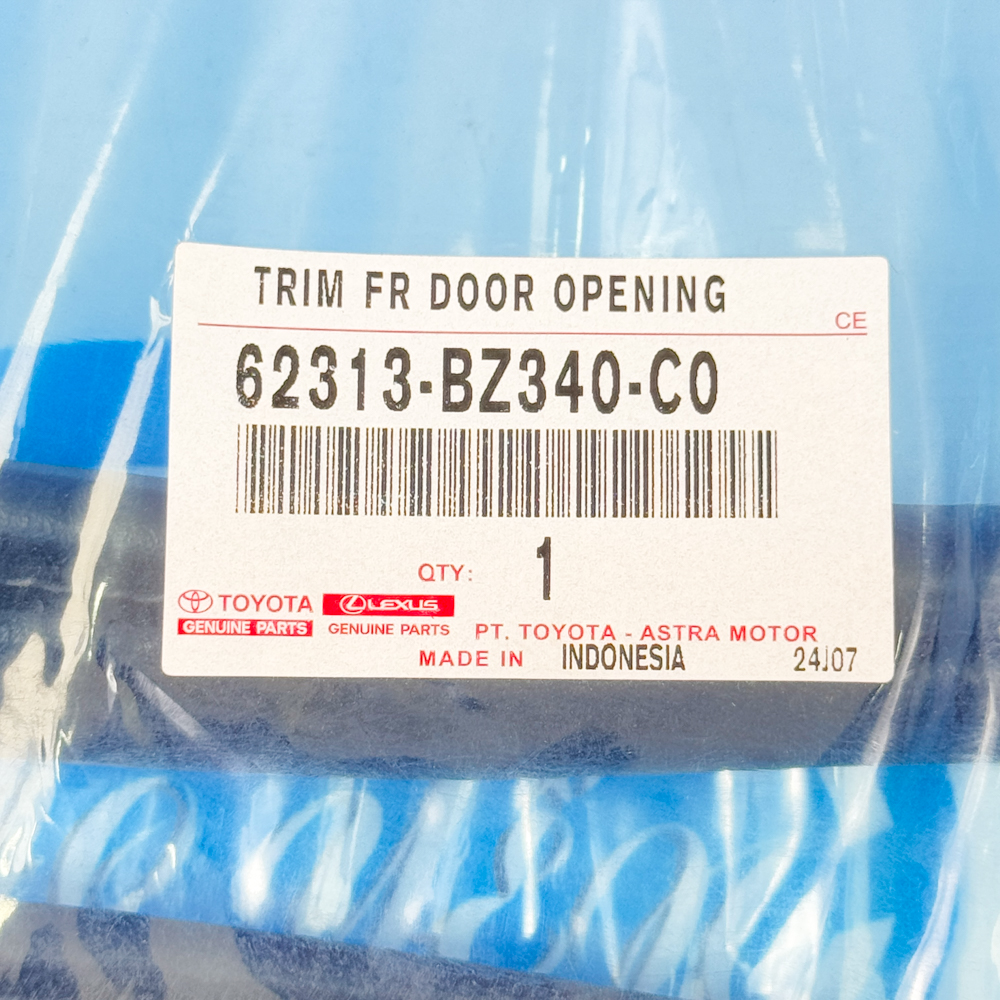 TRIM FR DOOR OPENING
CE
62313-BZ340-C0
QTY: 1
TOYOTA LEXUS
GENUINE PARTS GENUINE PARTS PT. TOYOTA - ASTRA MOTOR
MADE IN INDONESIA 24J07